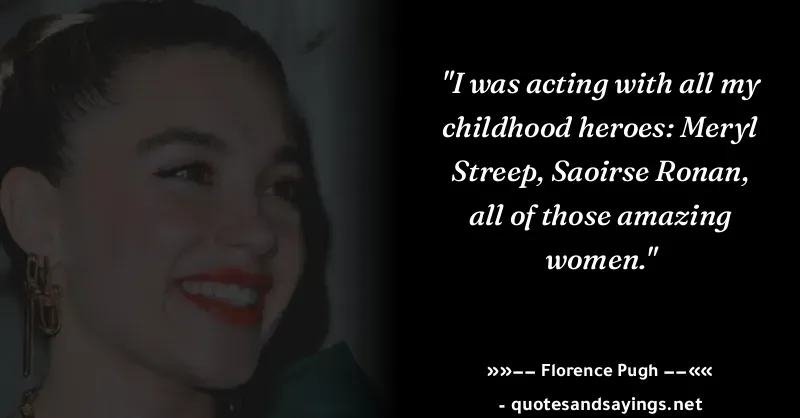 "I was acting with all my
childhood heroes: Meryl
Streep, Saoirse Ronan,
all of those amazing
women."
»»−− Florence Pugh −−««
- quotesandsayings.net